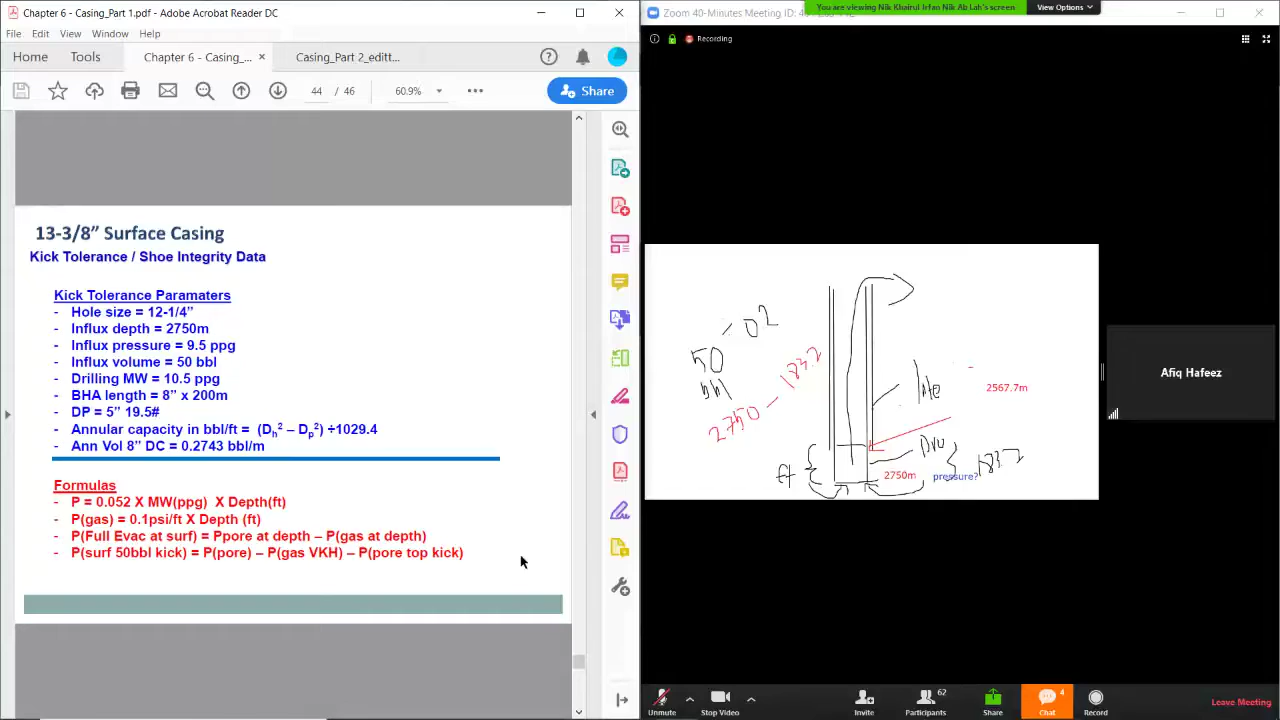 Chapter 6 - Casing_Part 1.pdf - Adobe Acrobat Reader DC
File Edit View Window Help
Home Tools Chapter 6 - Casing_... × Casing_Part 2_editt...
44 / 46 60.9% Share
13-3/8” Surface Casing
Kick Tolerance / Shoe Integrity Data
Kick Tolerance Paramaters
- Hole size = 12-1/4”
- Influx depth = 2750m
- Influx pressure = 9.5 ppg
- Influx volume = 50 bbl
- Drilling MW = 10.5 ppg
- BHA length = 8” x 200m
- DP = 5” 19.5#
- Annular capacity in bbl/ft = (Dh2 – Dp2) ÷1029.4
- Ann Vol 8” DC = 0.2743 bbl/m
Formulas
- P = 0.052 X MW(ppg) X Depth(ft)
- P(gas) = 0.1psi/ft X Depth (ft)
- P(Full Evac at surf) = Ppore at depth – P(gas at depth)
- P(surf 50bbl kick) = P(pore) – P(gas VKH) – P(pore top kick)
Zoom 40-Minutes Meeting ID:
You are viewing Nik Khairul Irfan Nik Ab Lah's screen
View Options
Recording
50
bbl
2750 - 183.2
2567.7m
ft
2750m
pressure?
183.2
Afiq Hafeez
Unmute Stop Video Invite Participants 62 Share Chat 4 Record Leave Meeting